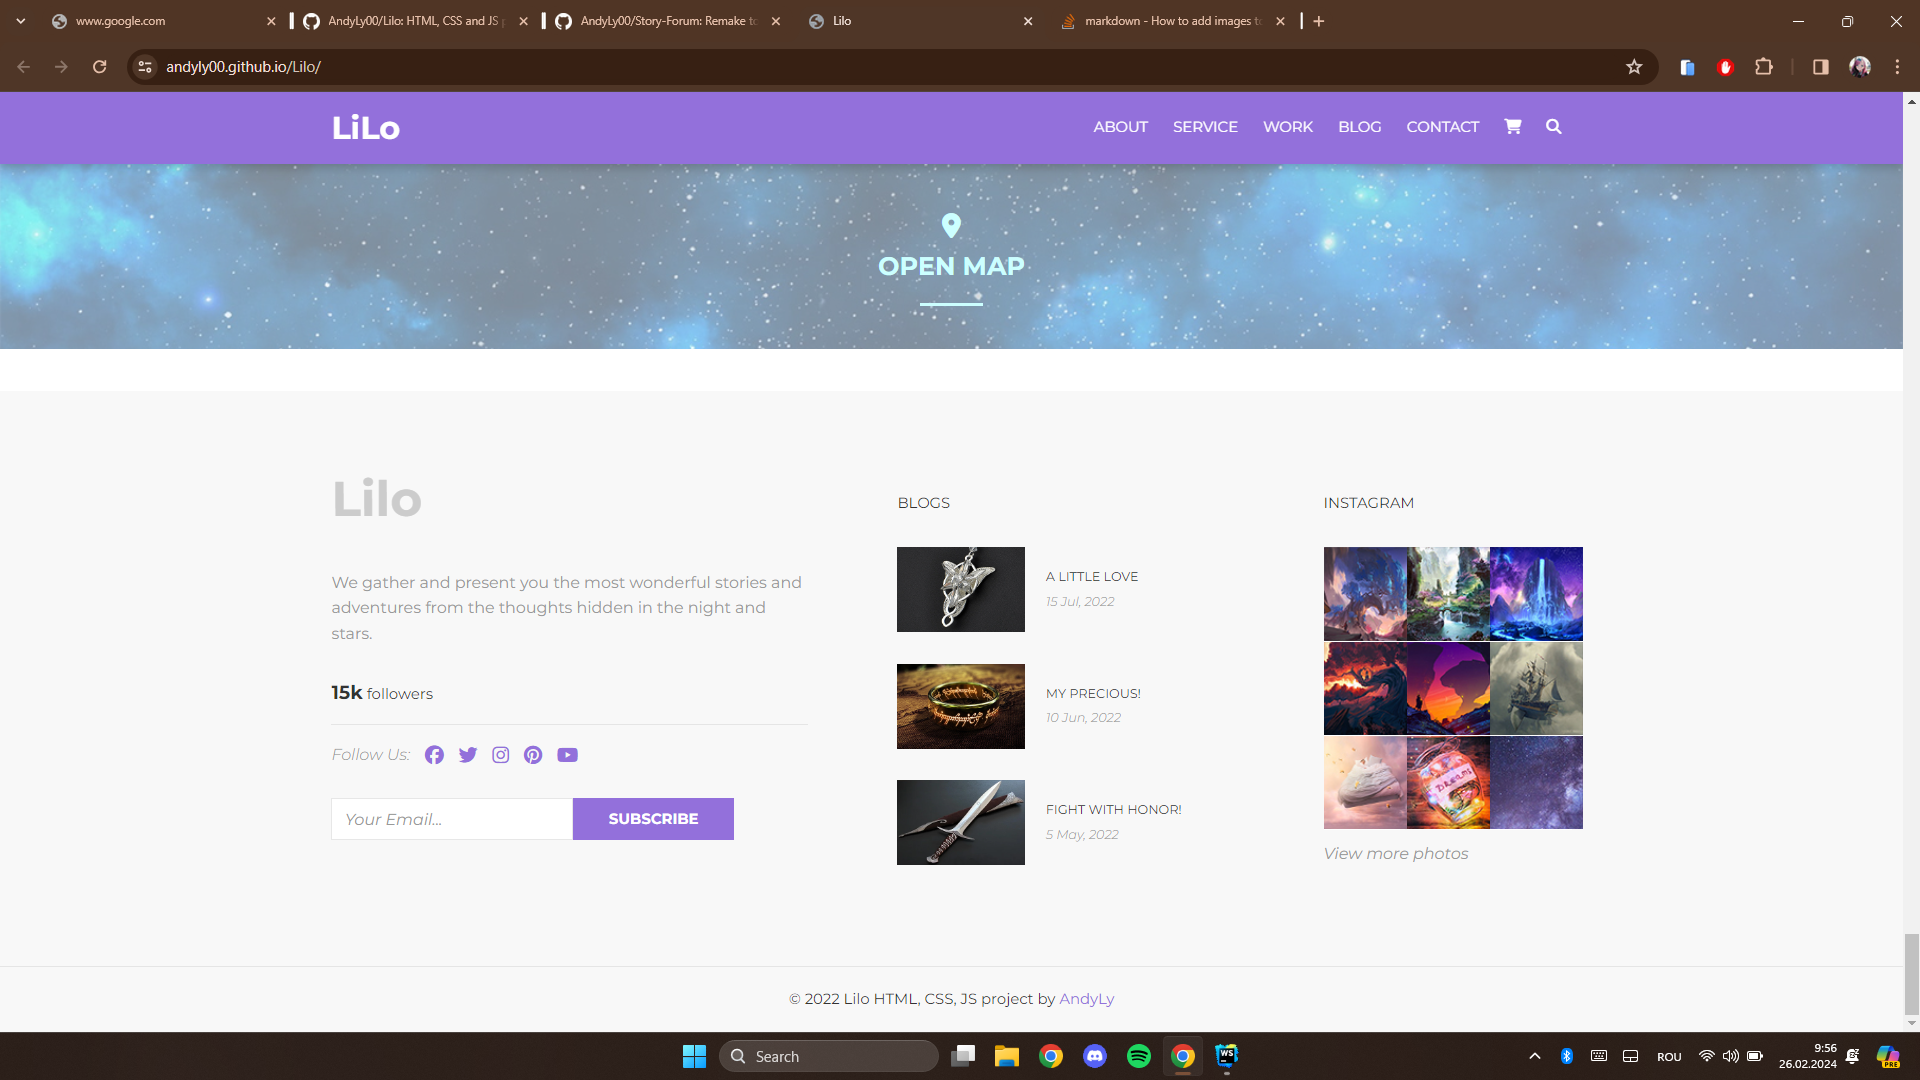 www.google.com
AndyLy00/Lilo: HTML, CSS and JS p
AndyLy00/Story-Forum: Remake to
Lilo
markdown - How to add images to
andyly00.github.io/Lilo/
LiLo
ABOUT SERVICE WORK BLOG CONTACT
OPEN MAP
Lilo
We gather and present you the most wonderful stories and
adventures from the thoughts hidden in the night and
stars.
15k followers
Follow Us:
Your Email...
SUBSCRIBE
BLOGS
A LITTLE LOVE
15 Jul, 2022
MY PRECIOUS!
10 Jun, 2022
FIGHT WITH HONOR!
5 May, 2022
INSTAGRAM
DREAMS
View more photos
© 2022 Lilo HTML, CSS, JS project by AndyLy
Search
WS
ROU
9:56
26.02.2024
PRE